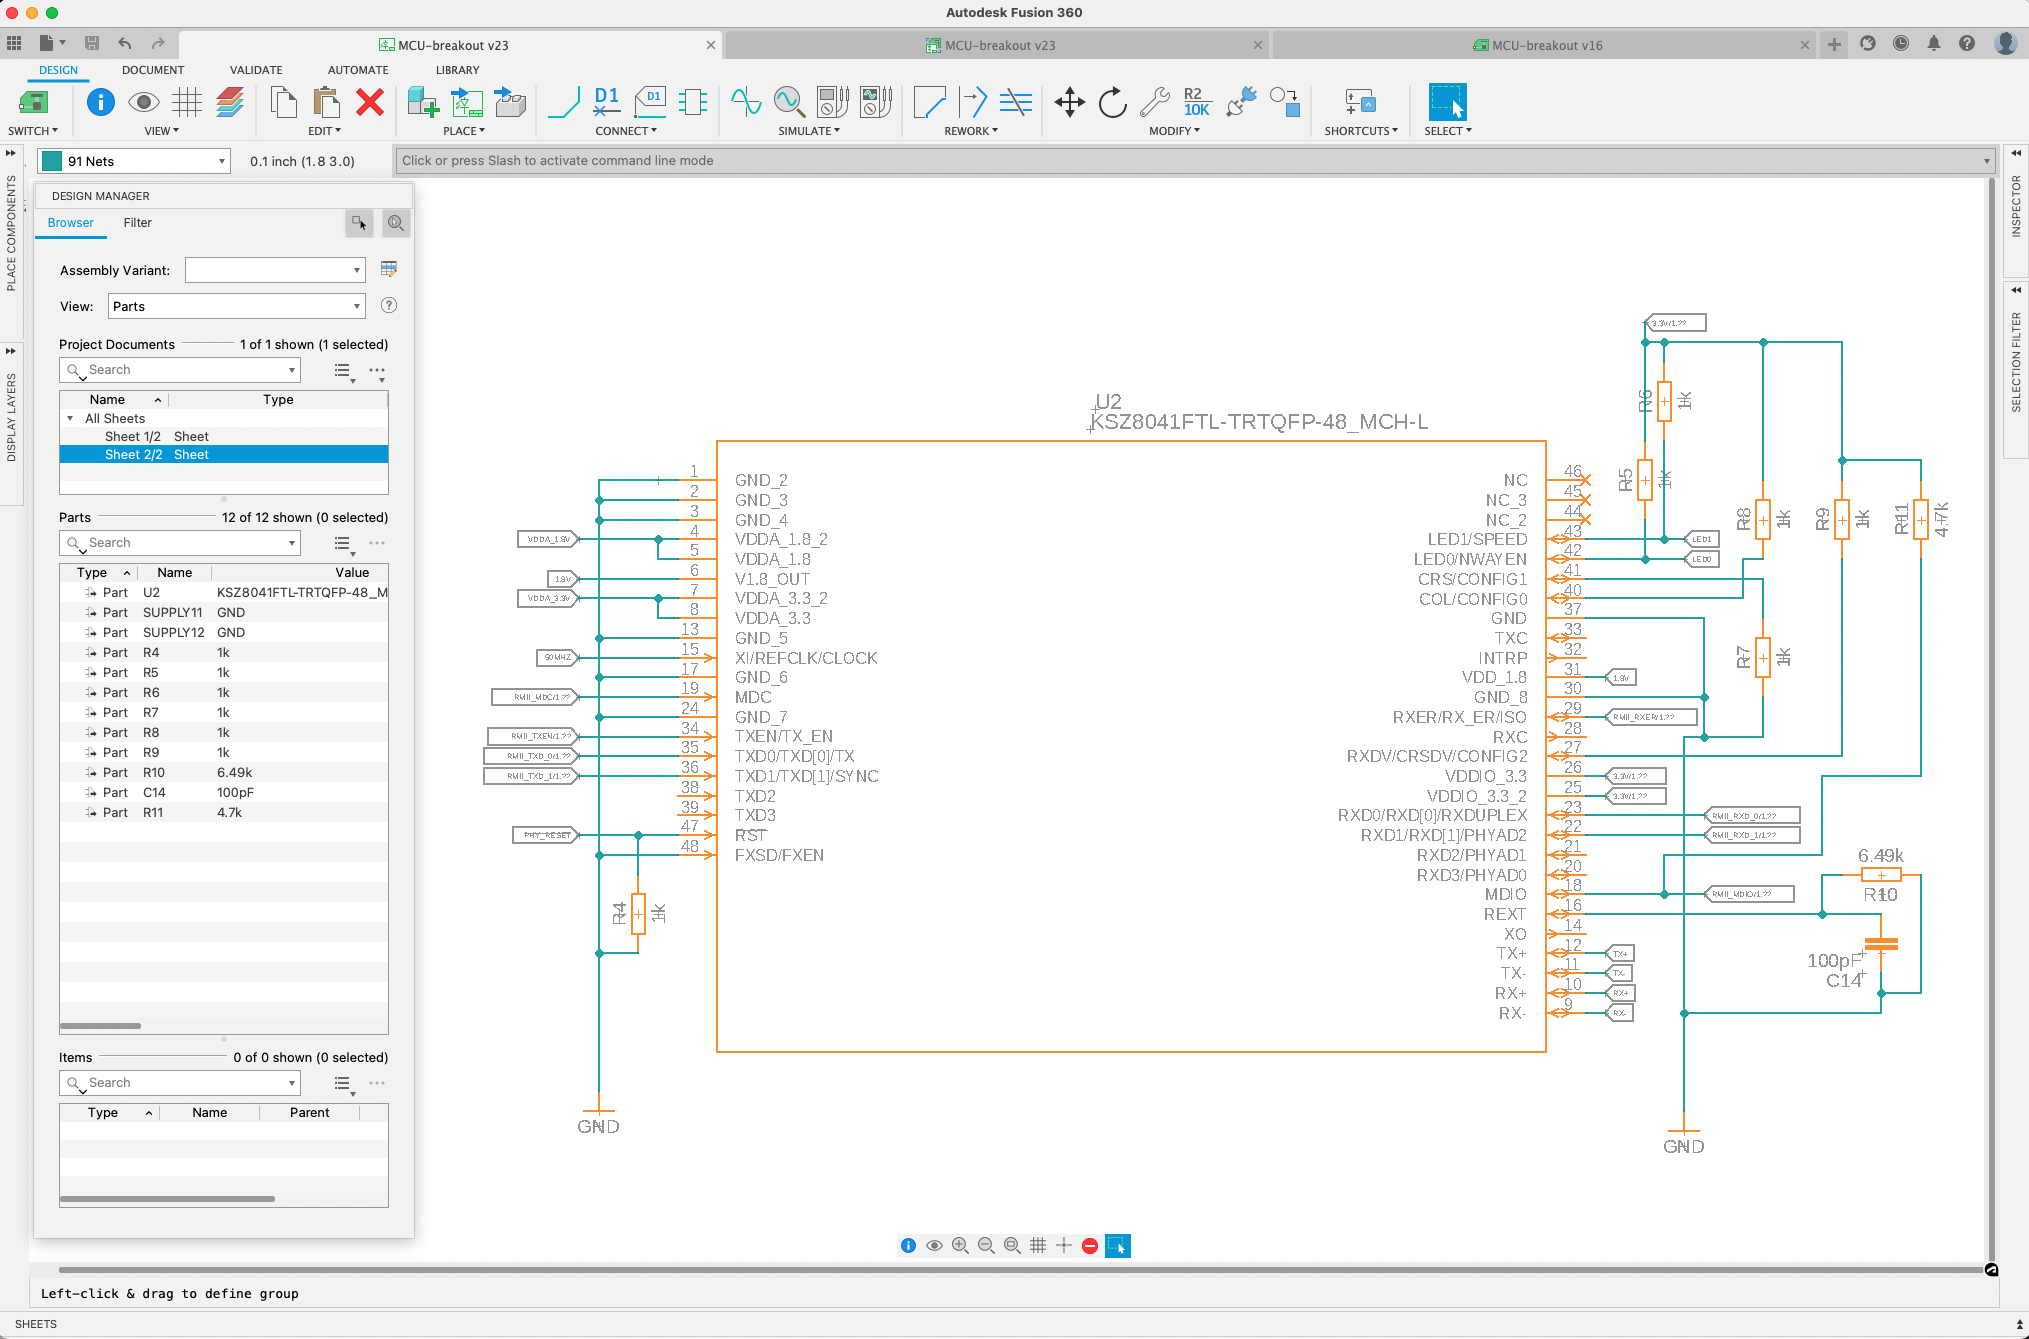 Autodesk Fusion 360
MCU-breakout v23
MCU-breakout v23
MCU-breakout v16
DESIGN DOCUMENT VALIDATE AUTOMATE LIBRARY
D1 D1 R2 10K
SWITCH VIEW EDIT PLACE CONNECT SIMULATE REWORK MODIFY SHORTCUTS SELECT
91 Nets
0.1 inch (1.8 3.0)
Click or press Slash to activate command line mode
PLACE COMPONENTS
DISPLAY LAYERS
INSPECTOR
SELECTION FILTER
DESIGN MANAGER
Browser Filter
Assembly Variant:
View: Parts
Project Documents 1 of 1 shown (1 selected)
Search
Name Type
All Sheets
Sheet 1/2 Sheet
Sheet 2/2 Sheet
Parts 12 of 12 shown (0 selected)
Search
Type Name Value
Part U2 KSZ8041FTL-TRTQFP-48_M
Part SUPPLY11 GND
Part SUPPLY12 GND
Part R4 1k
Part R5 1k
Part R6 1k
Part R7 1k
Part R8 1k
Part R9 1k
Part R10 6.49k
Part C14 100pF
Part R11 4.7k
Items 0 of 0 shown (0 selected)
Search
Type Name Parent
U2
KSZ8041FTL-TRTQFP-48_MCH-L
1 GND_2
2 GND_3
3 GND_4
VDDA_1.8V 4 VDDA_1.8_2
5 VDDA_1.8
1.8V 6 V1.8_OUT
VDDA_3.3V 7 VDDA_3.3_2
8 VDDA_3.3
13 GND_5
50MHZ 15 XI/REFCLK/CLOCK
17 GND_6
RMII_MDC/1.?? 19 MDC
24 GND_7
RMII_TXEN/1.?? 34 TXEN/TX_EN
RMII_TXD_0/1.?? 35 TXD0/TXD[0]/TX
RMII_TXD_1/1.?? 36 TXD1/TXD[1]/SYNC
38 TXD2
39 TXD3
PHY_RESET 47 RST
48 FXSD/FXEN
R4 1k
GND
NC 46
NC_3 45
NC_2 44
LED1/SPEED 43 LED1
LED0/NWAYEN 42 LED0
CRS/CONFIG1 41
COL/CONFIG0 40
GND 37
TXC 33
INTRP 32
VDD_1.8 31 1.8V
GND_8 30
RXER/RX_ER/ISO 29 RMII_RXER/1.??
RXC 28
RXDV/CRSDV/CONFIG2 27
VDDIO_3.3 26 3.3V/1.??
VDDIO_3.3_2 25 3.3V/1.??
RXD0/RXD[0]/RXDUPLEX 23 RMII_RXD_0/1.??
RXD1/RXD[1]/PHYAD2 22 RMII_RXD_1/1.??
RXD2/PHYAD1 21
RXD3/PHYAD0 20
MDIO 18 RMII_MDIO/1.??
REXT 16
XO 14
TX+ 12 TX+
TX- 11 TX-
RX+ 10 RX+
RX- 9 RX-
3.3V/1.??
R6 1k
R5 1k
R8 1k
R9 1k
R11 4.7k
R7 1k
6.49k
R10
100pF
C14
GND
Left-click & drag to define group
SHEETS